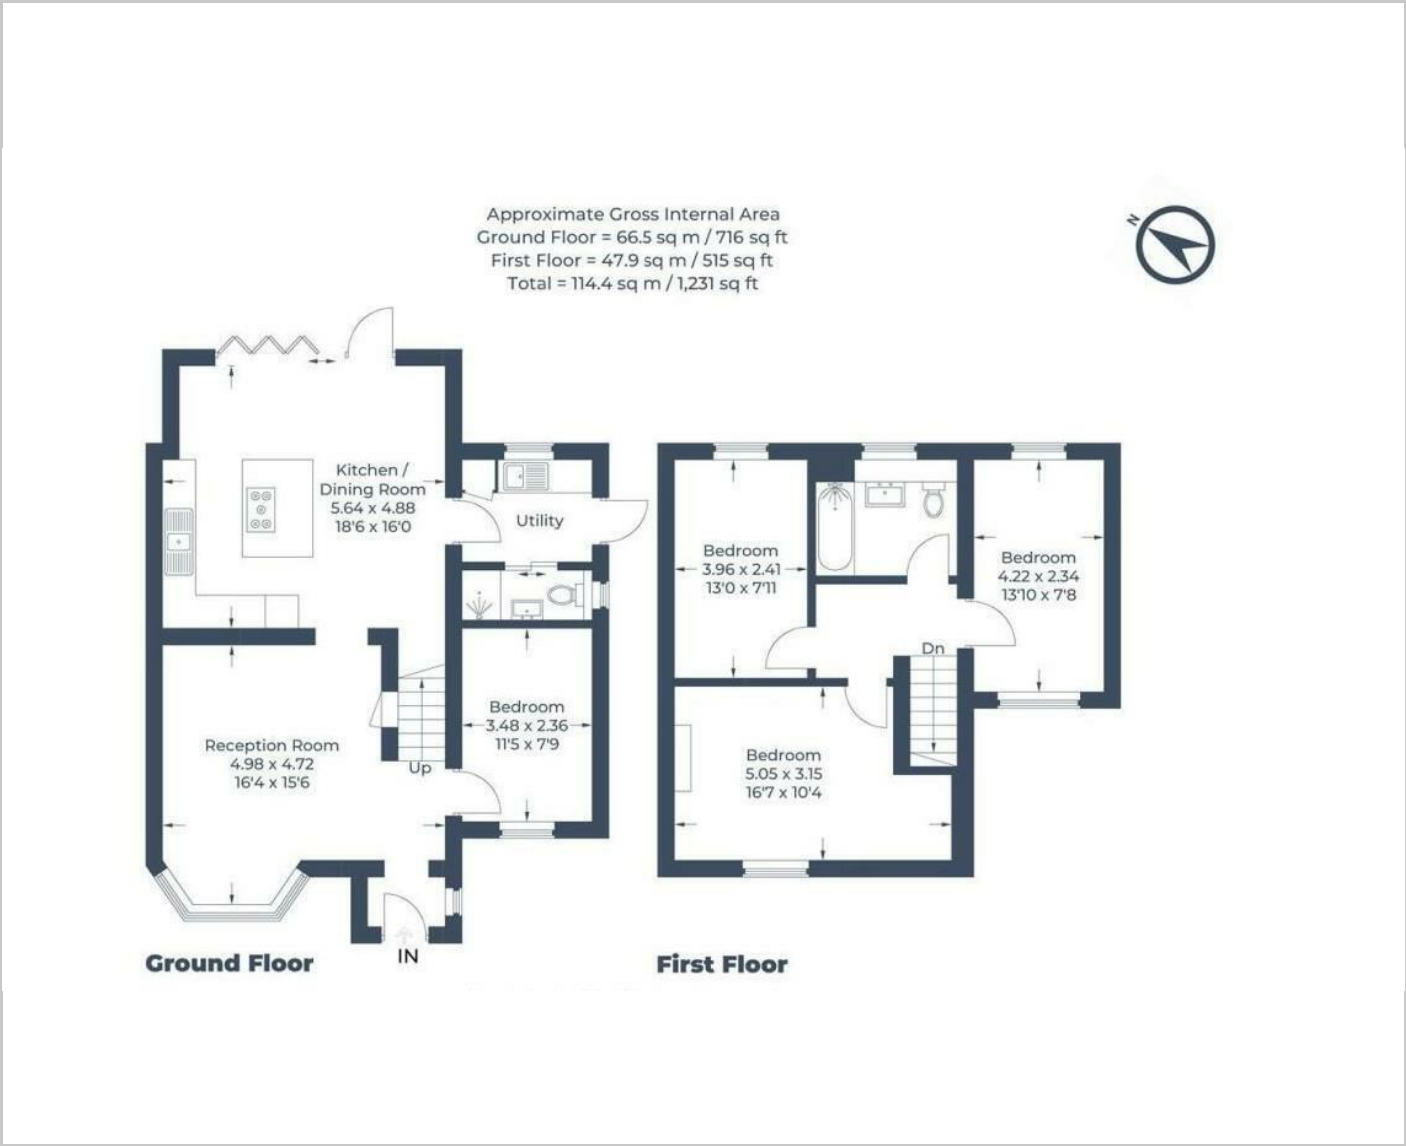 Approximate Gross Internal Area
Ground Floor = 66.5 sq m / 716 sq ft
First Floor = 47.9 sq m / 515 sq ft
Total = 114.4 sq m / 1,231 sq ft
N
Kitchen /
Dining Room
5.64 x 4.88
18'6 x 16'0
Utility
Bedroom
3.48 x 2.36
11'5 x 7'9
Reception Room
4.98 x 4.72
16'4 x 15'6
Up
IN
Ground Floor
Bedroom
3.96 x 2.41
13'0 x 7'11
Bedroom
4.22 x 2.34
13'10 x 7'8
Dn
Bedroom
5.05 x 3.15
16'7 x 10'4
First Floor